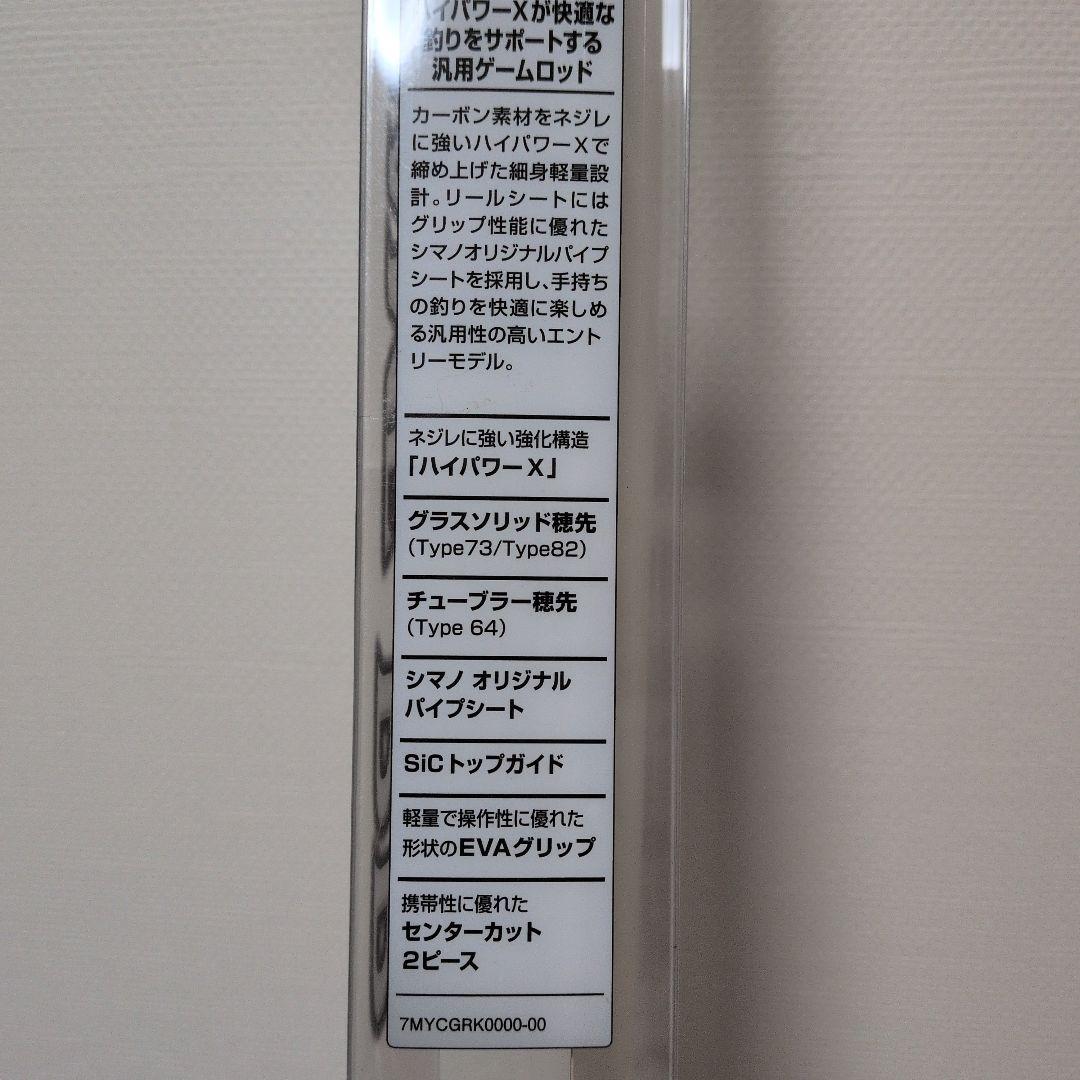 ハイパワーXが快適な
釣りをサポートする
汎用ゲームロッド
カーボン素材をネジレ
に強いハイパワーXで
締め上げた細身軽量設
計。リールシートには
グリップ性能に優れた
シマノオリジナルパイプ
シートを採用し、手持ち
の釣りを快適に楽しめ
る汎用性の高いエント
リーモデル。
ネジレに強い強化構造
「ハイパワーX」
グラスソリッド穂先
(Type73/Type82)
チューブラー穂先
(Type 64)
シマノ オリジナル
パイプシート
SiCトップガイド
軽量で操作性に優れた
形状のEVAグリップ
携帯性に優れた
センターカット
2ピース
7MYCGRK0000-00